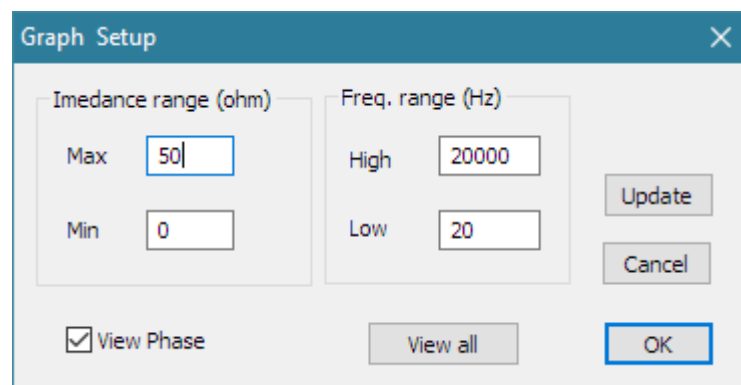 Graph Setup
Imedance range (ohm)
Freq. range (Hz)
Max 50
High 20000
Update
Min 0
Low 20
Cancel
View Phase
View all
OK